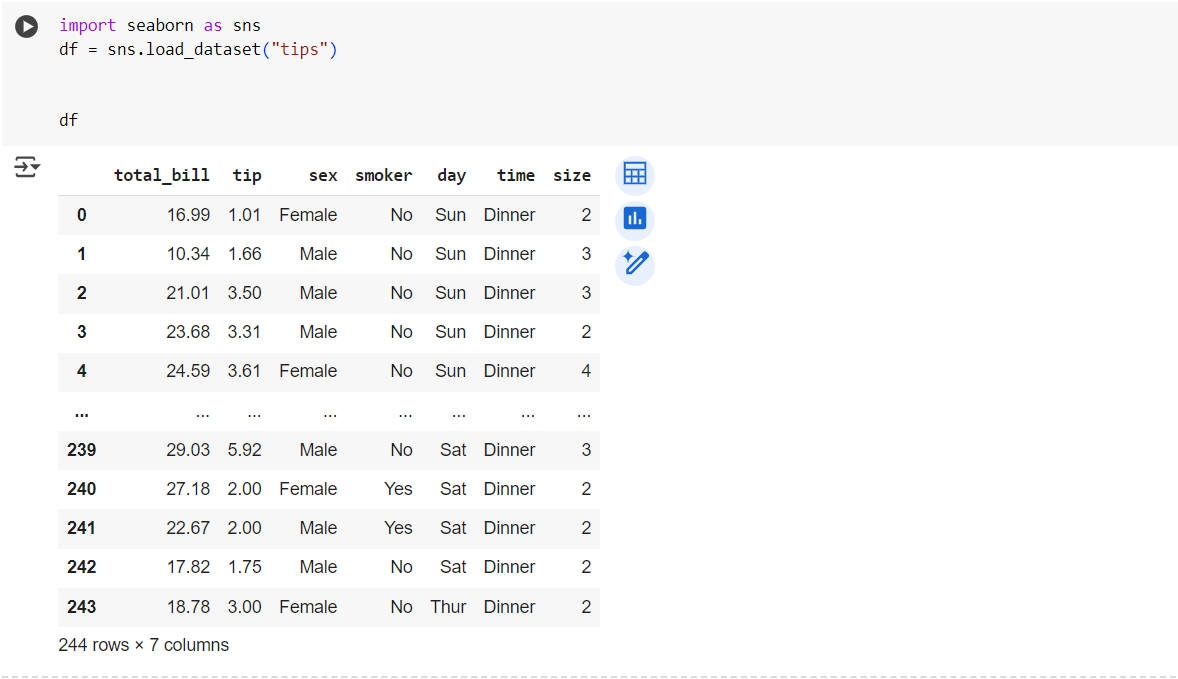 import seaborn as sns
df = sns.load_dataset("tips")
df
total_bill tip sex smoker day time size
0 16.99 1.01 Female No Sun Dinner 2
1 10.34 1.66 Male No Sun Dinner 3
2 21.01 3.50 Male No Sun Dinner 3
3 23.68 3.31 Male No Sun Dinner 2
4 24.59 3.61 Female No Sun Dinner 4
... ... ... ... ... ... ... ...
239 29.03 5.92 Male No Sat Dinner 3
240 27.18 2.00 Female Yes Sat Dinner 2
241 22.67 2.00 Male Yes Sat Dinner 2
242 17.82 1.75 Male No Sat Dinner 2
243 18.78 3.00 Female No Thur Dinner 2
244 rows × 7 columns